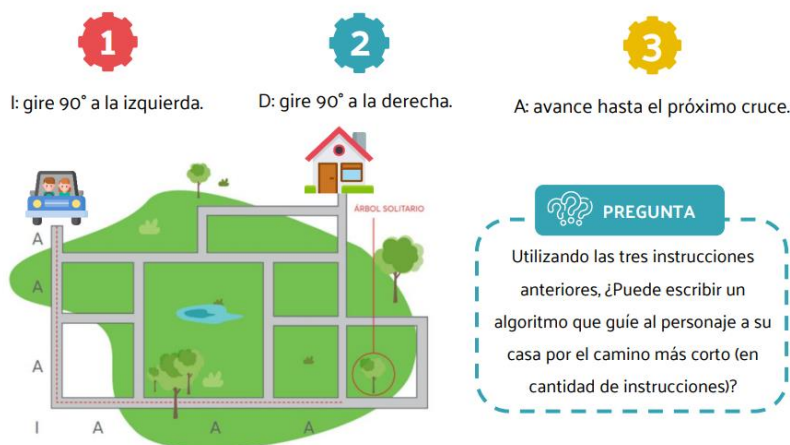 1
2
3
I: gire 90° a la izquierda.
D: gire 90° a la derecha.
A: avance hasta el próximo cruce.
ÁRBOL SOLITARIO
A
A
A
I
A
A
A
PREGUNTA
Utilizando las tres instrucciones
anteriores, ¿Puede escribir un
algoritmo que guíe al personaje a su
casa por el camino más corto (en
cantidad de instrucciones)?